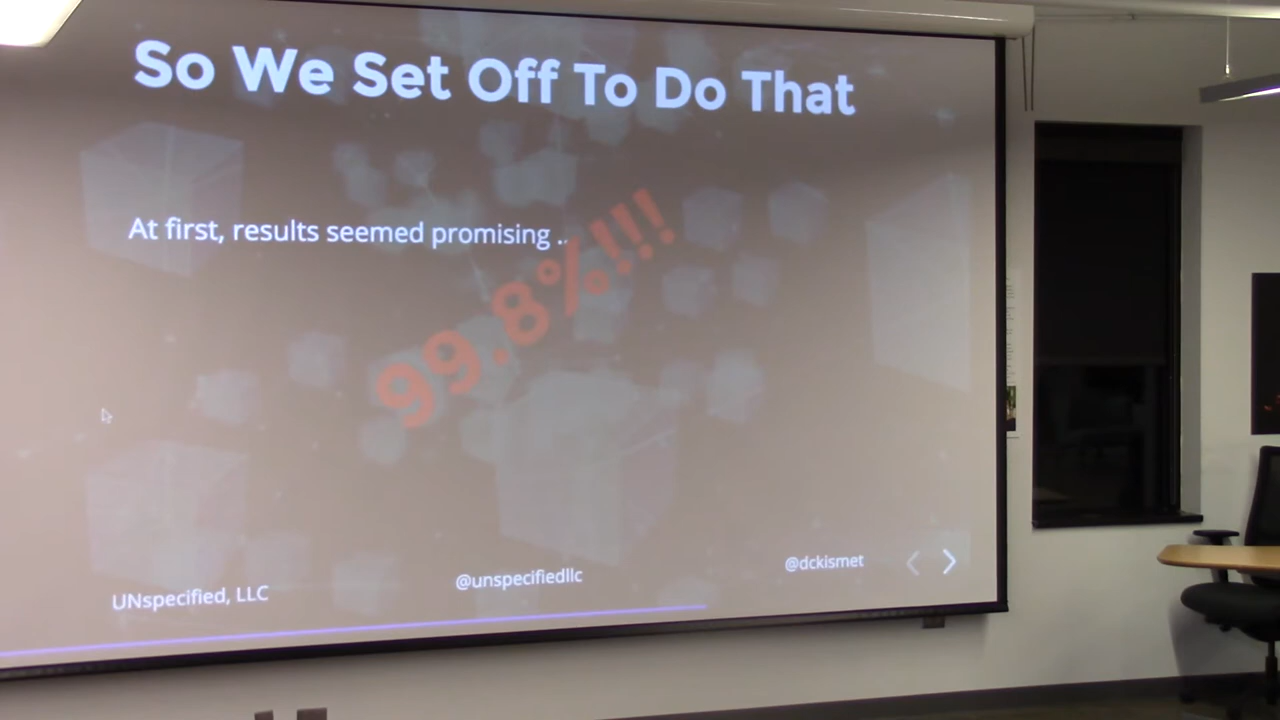 So We Set Off To Do That
At first, results seemed promising ..
99.8%!!!
UNspecified, LLC
@unspecifiedllc
@dckismet